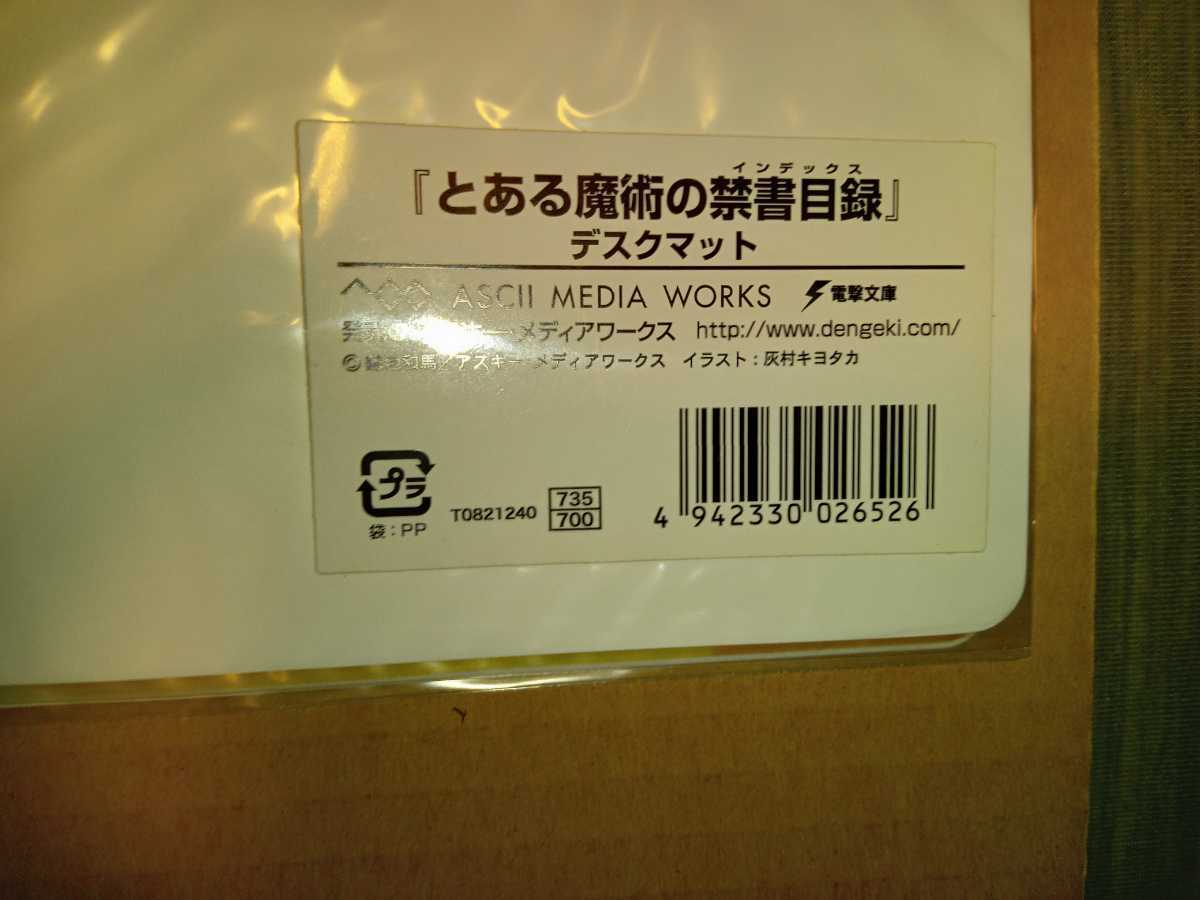 インデックス
『とある魔術の禁書目録』
デスクマット
ASCII MEDIA WORKS 電撃文庫
メディアワークス http://www.dengeki.com/
© 和馬/アスキー・メディアワークス イラスト:灰村キヨタカ
プラ
袋:PP
T0821240
735
700
4 942330 026526